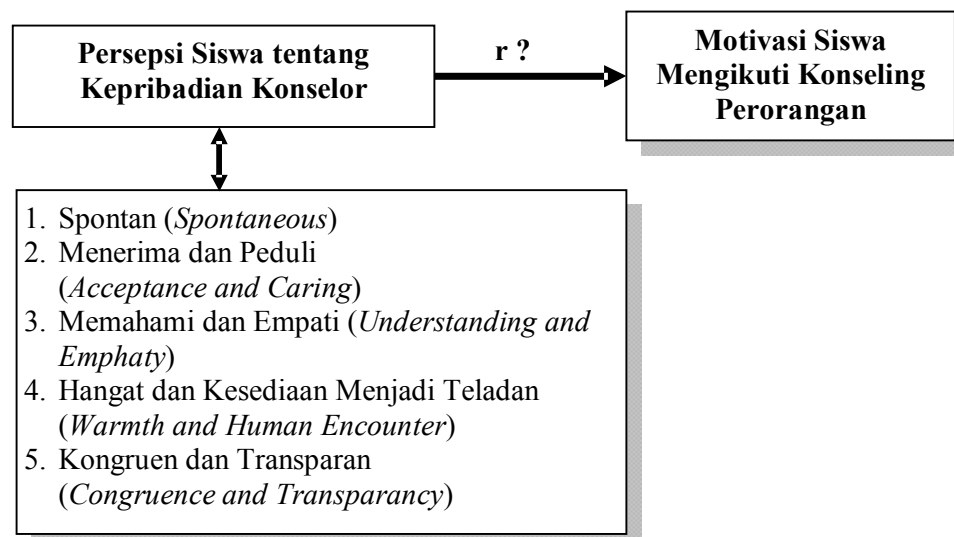 Persepsi Siswa tentang
Kepribadian Konselor
r ?
Motivasi Siswa
Mengikuti Konseling
Perorangan
1. Spontan (Spontaneous)
2. Menerima dan Peduli
(Acceptance and Caring)
3. Memahami dan Empati (Understanding and
Emphaty)
4. Hangat dan Kesediaan Menjadi Teladan
(Warmth and Human Encounter)
5. Kongruen dan Transparan
(Congruence and Transparancy)